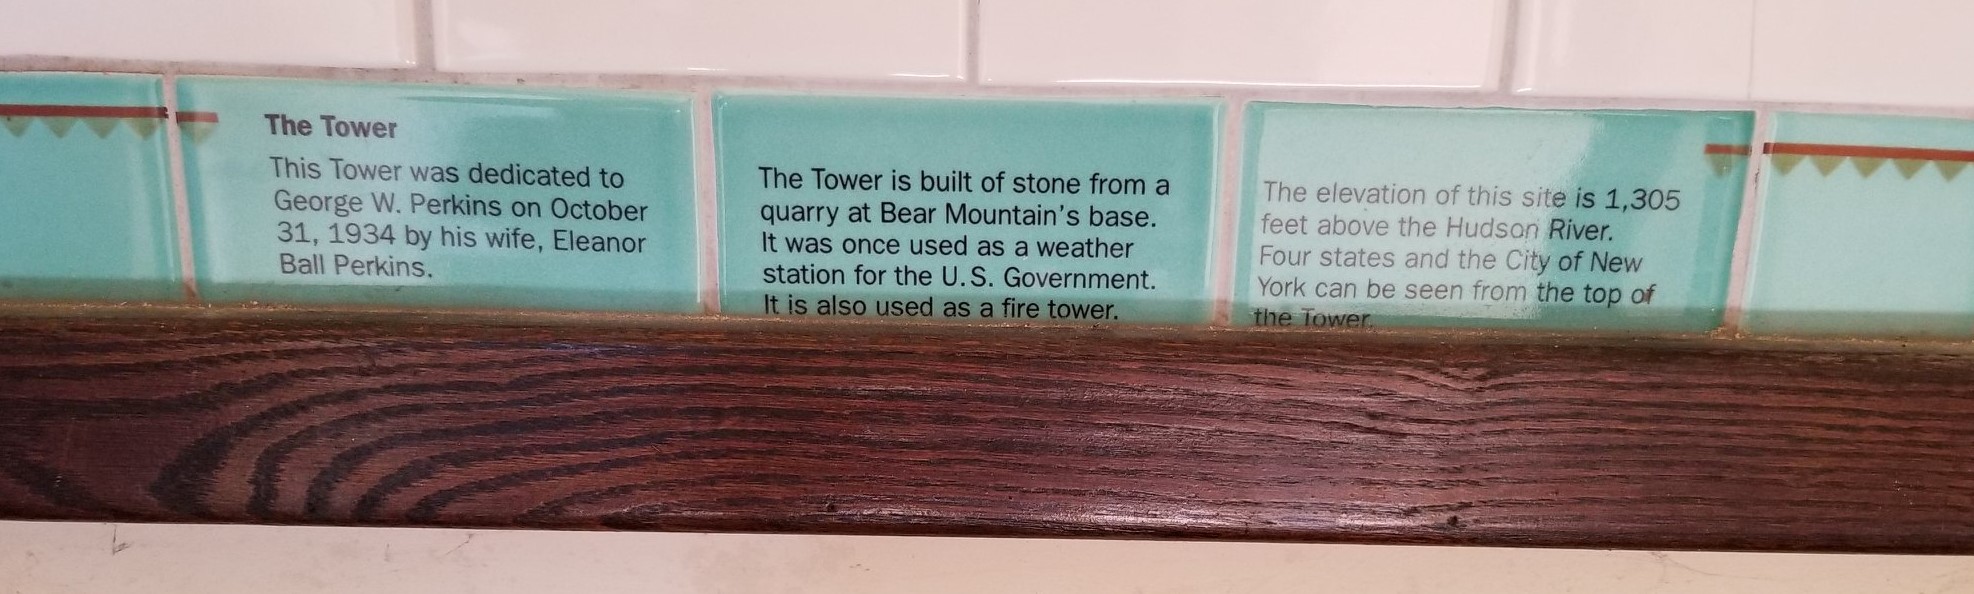 The Tower
This Tower was dedicated to
George W. Perkins on October
31, 1934 by his wife, Eleanor
Ball Perkins.
The Tower is built of stone from a
quarry at Bear Mountain's base.
It was once used as a weather
station for the U.S. Government.
It is also used as a fire tower.
The elevation of this site is 1,305
feet above the Hudson River.
Four states and the City of New
York can be seen from the top of
the Tower.